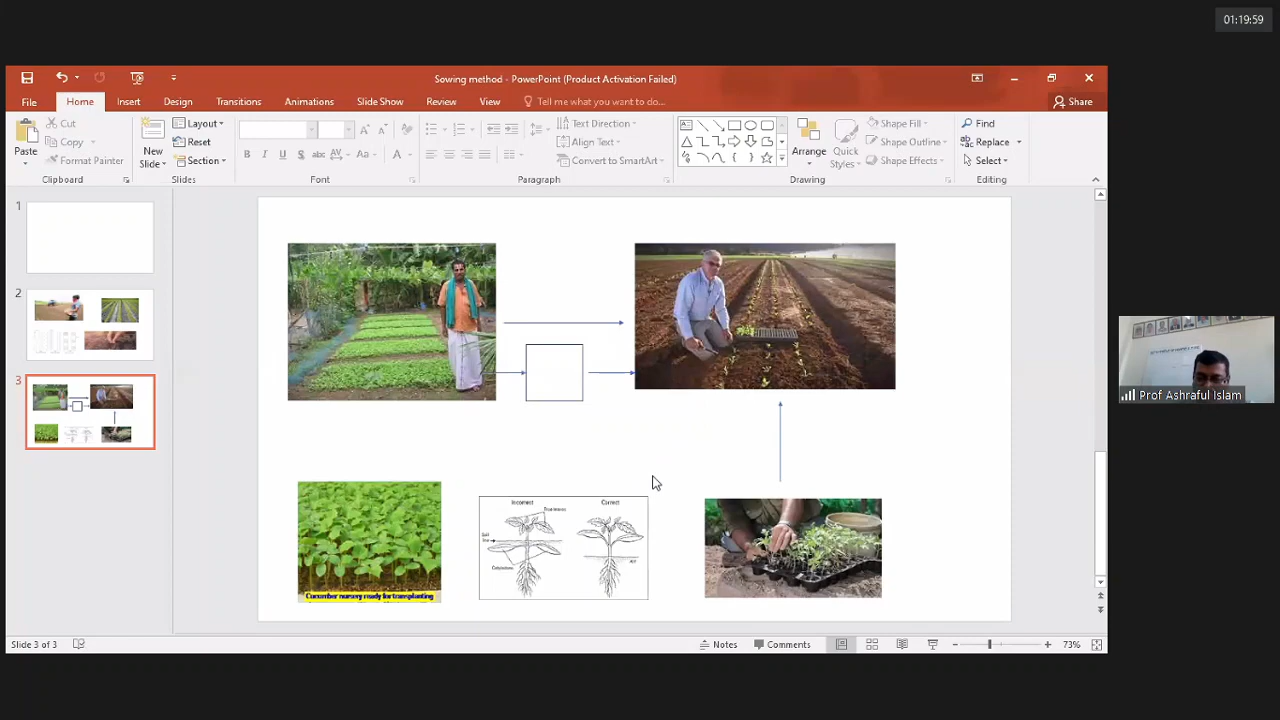 01:19:59
Sowing method - PowerPoint (Product Activation Failed)
File Home Insert Design Transitions Animations Slide Show Review View Tell me what you want to do... Share
Paste
Cut
Copy
Format Painter
Clipboard
New
Slide
Layout
Reset
Section
Slides
B I U S abc AV Aa A
Font
Text Direction
Align Text
Convert to SmartArt
Paragraph
Arrange
Quick
Styles
Shape Fill
Shape Outline
Shape Effects
Drawing
Find
Replace
Select
Editing
1
2
3
Incorrect Correct
Cotyledons
Cucumber nursery ready for transplanting
Prof Ashraful Islam
Slide 3 of 3 Notes Comments 73%